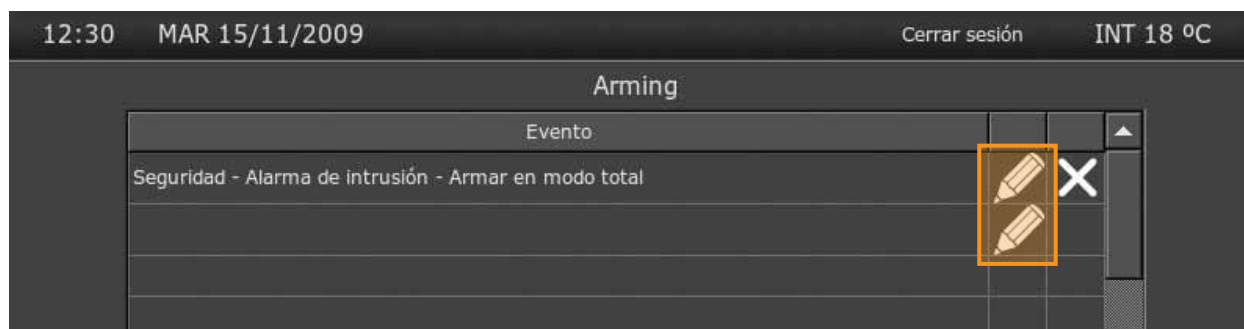 12:30 MAR 15/11/2009 Cerrar sesión INT 18 ºC
Arming
Evento
Seguridad - Alarma de intrusión - Armar en modo total